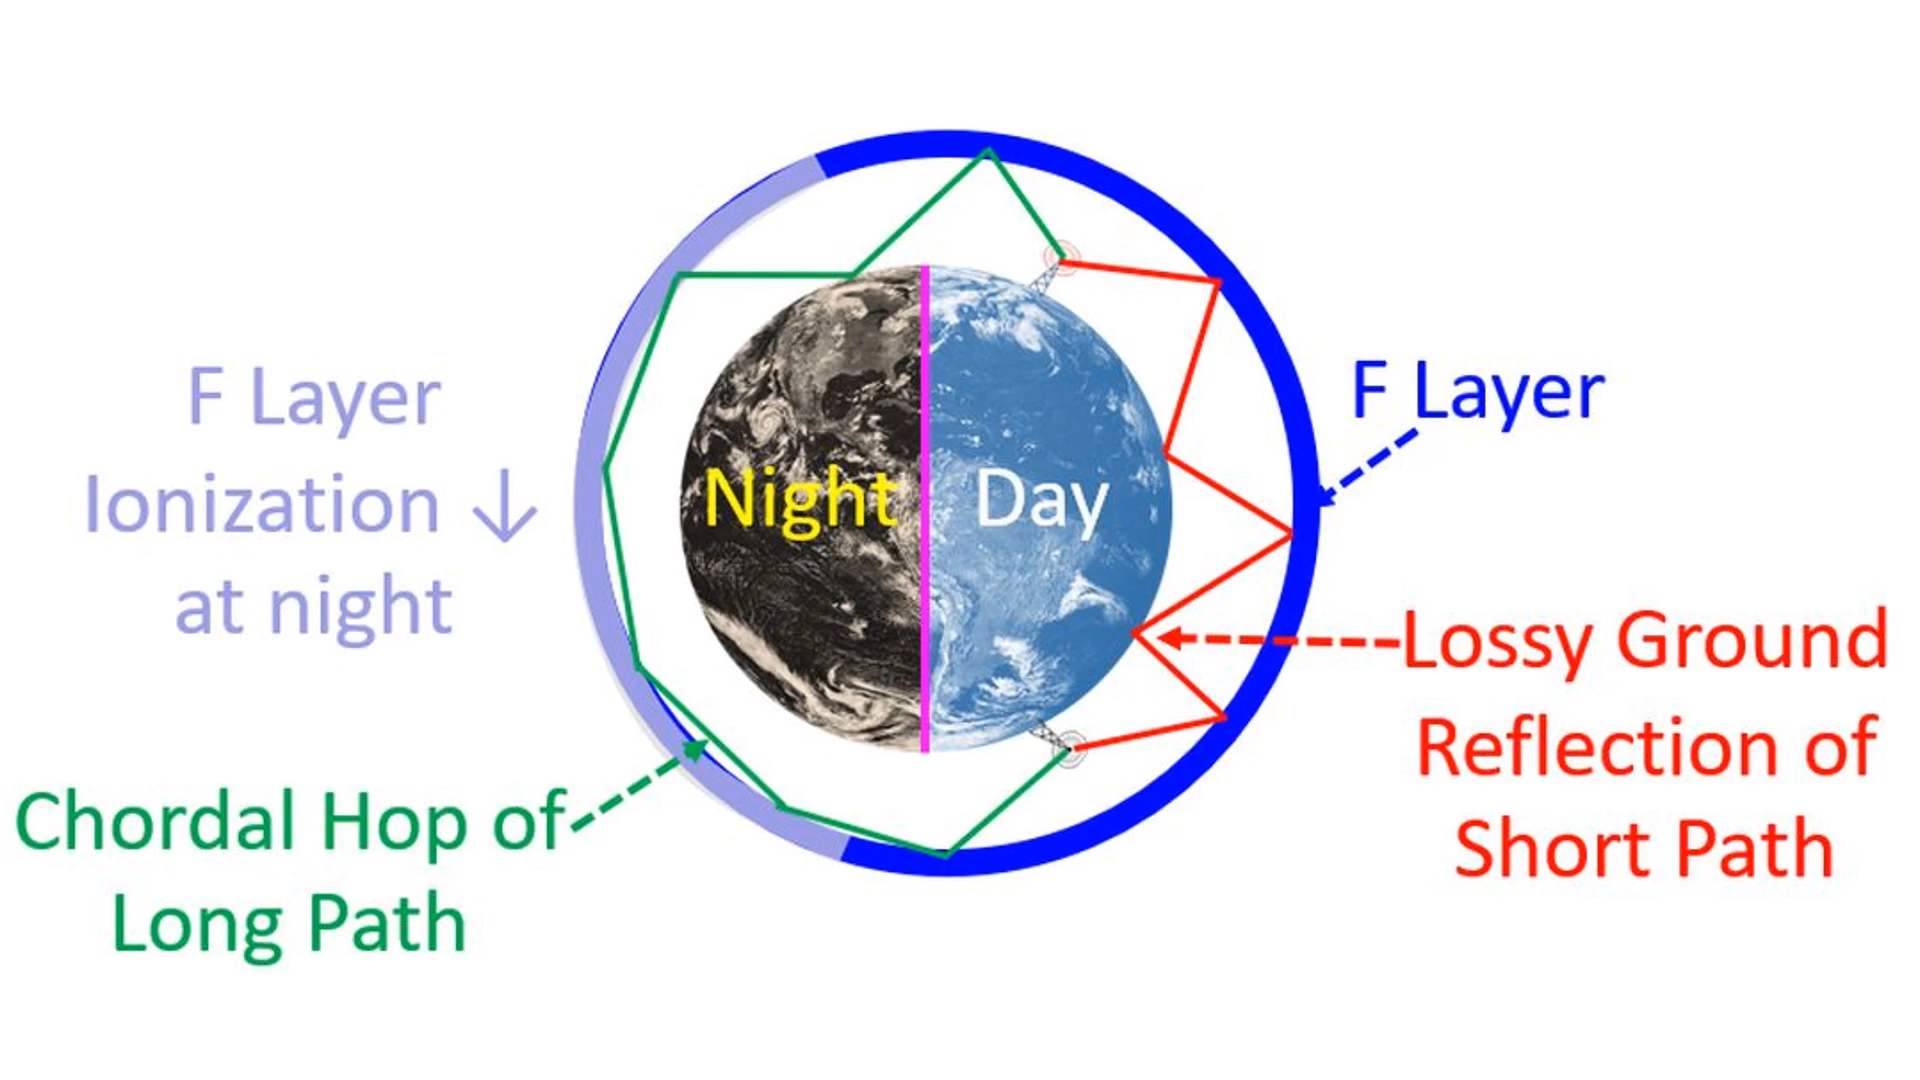 F Layer
Ionization ↓
at night
Night
Day
F Layer
Lossy Ground
Reflection of
Short Path
Chordal Hop of
Long Path